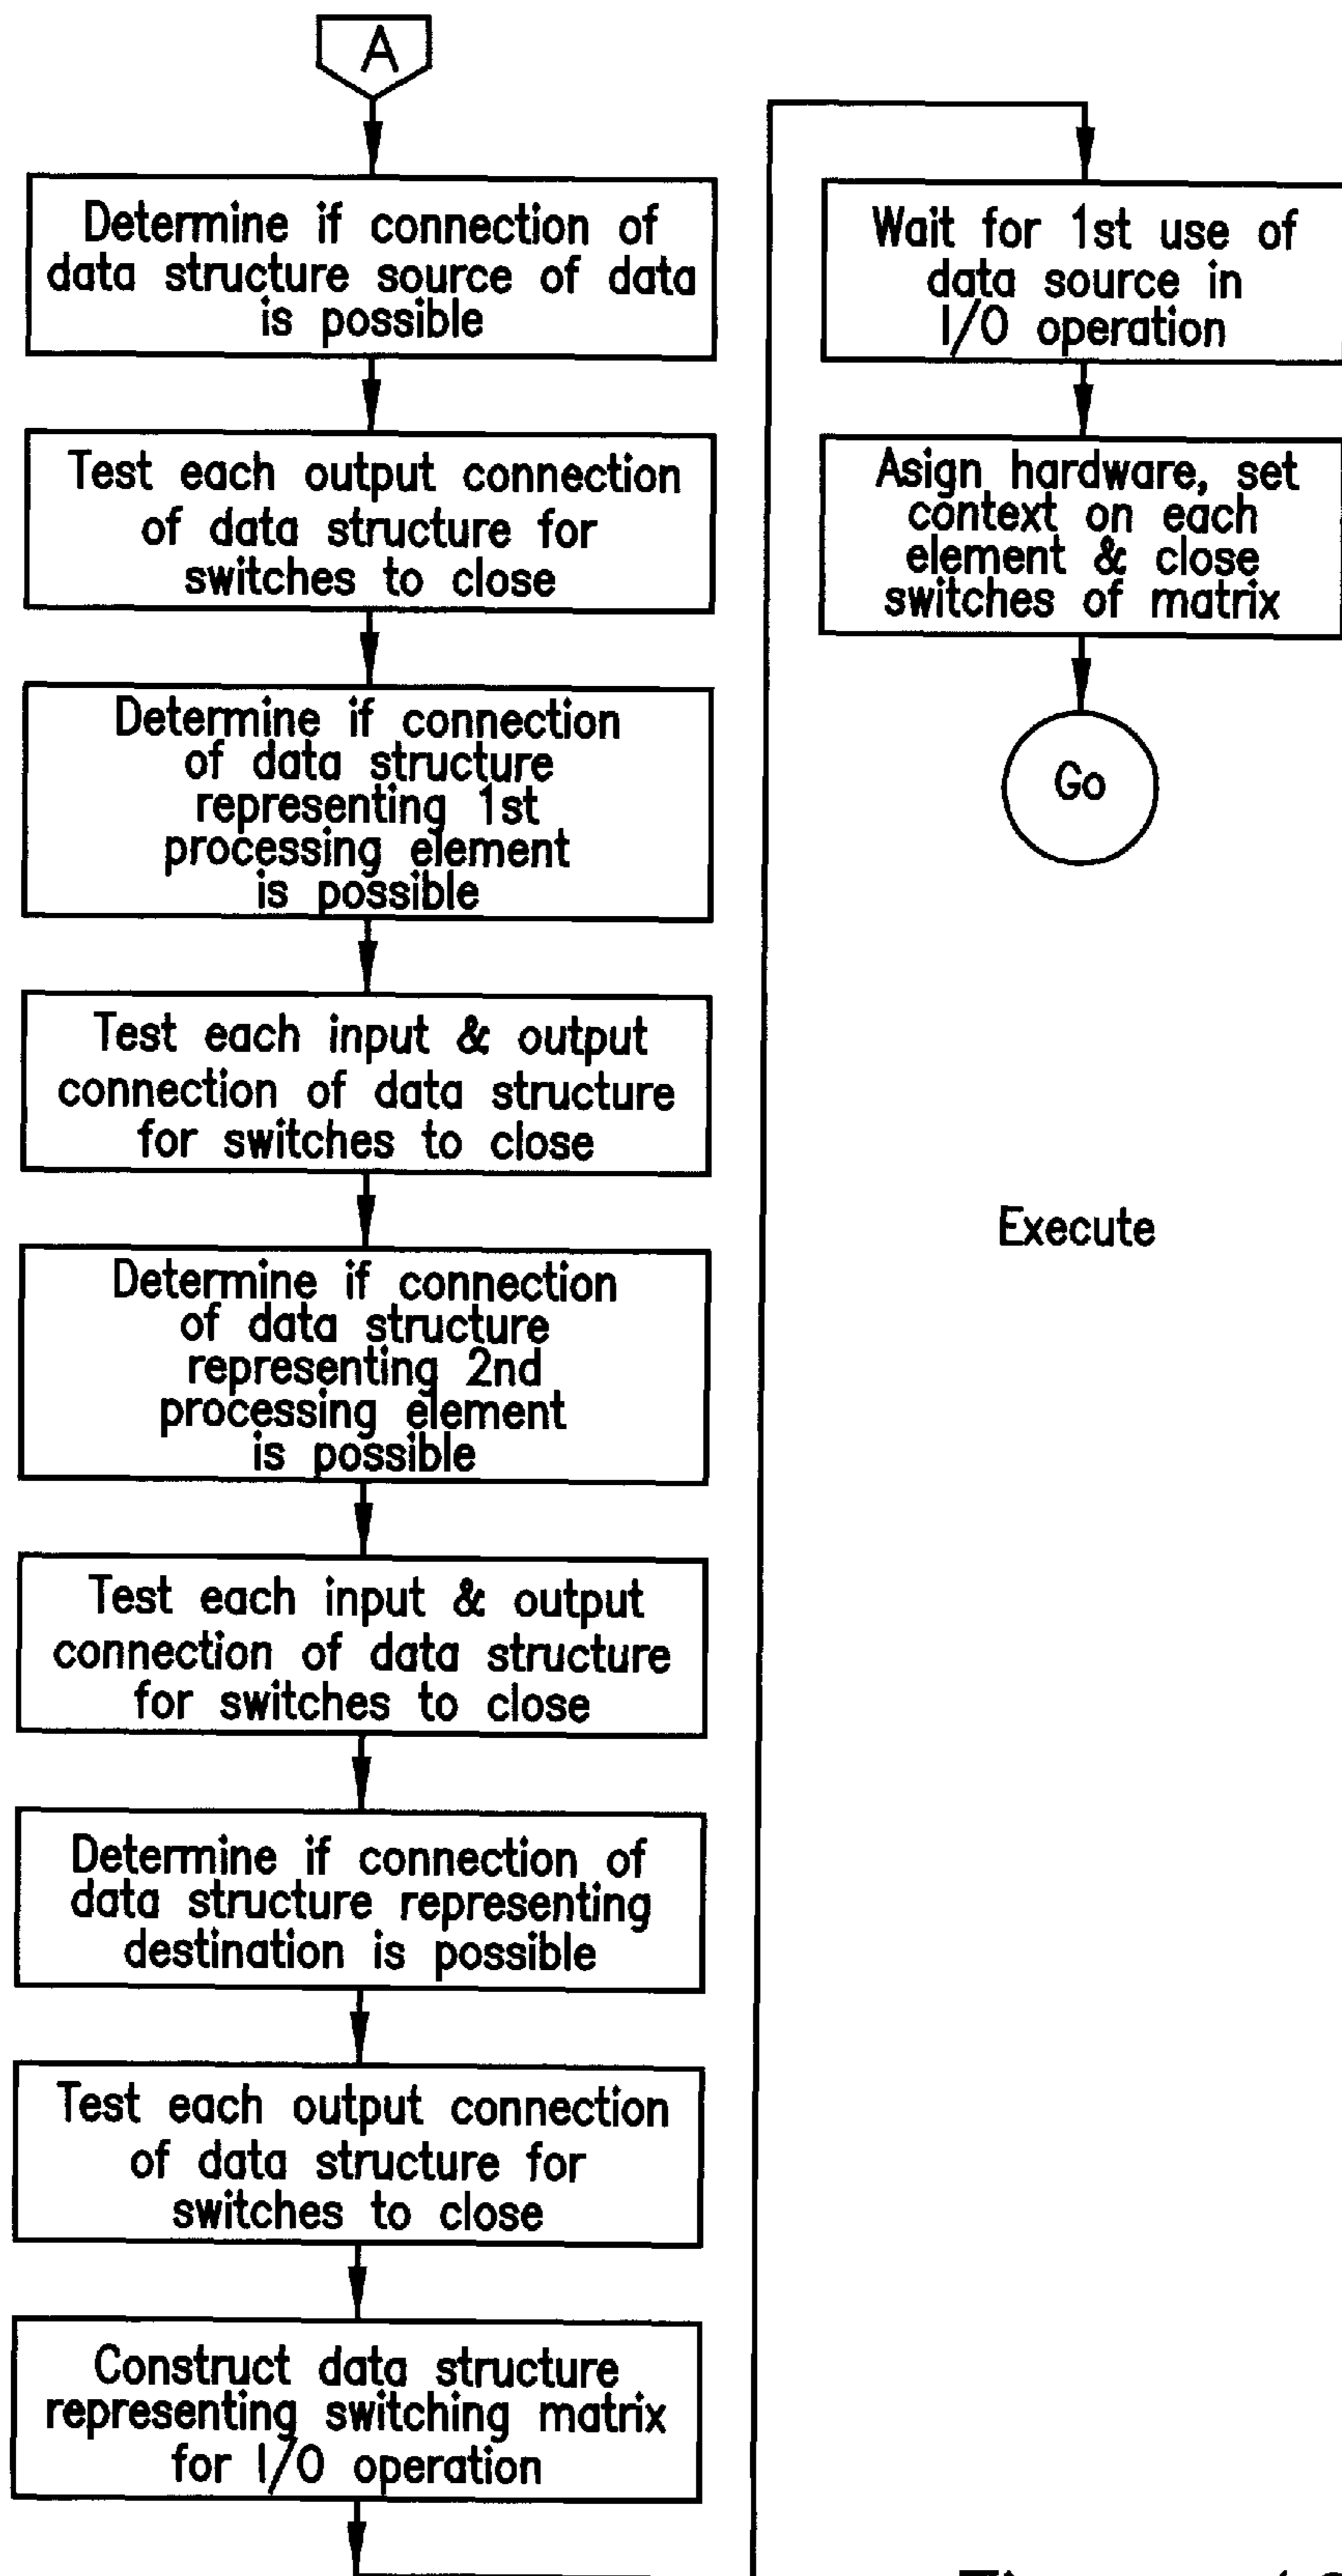 A
Determine if connection of
data structure source of data
is possible
Test each output connection
of data structure for
switches to close
Determine if connection
of data structure
representing 1st
processing element
is possible
Test each input & output
connection of data structure
for switches to close
Determine if connection
of data structure
representing 2nd
processing element
is possible
Test each input & output
connection of data structure
for switches to close
Determine if connection of
data structure representing
destination is possible
Test each output connection
of data structure for
switches to close
Construct data structure
representing switching matrix
for I/O operation
Wait for 1st use of
data source in
I/O operation
Asign hardware, set
context on each
element & close
switches of matrix
Go
Execute